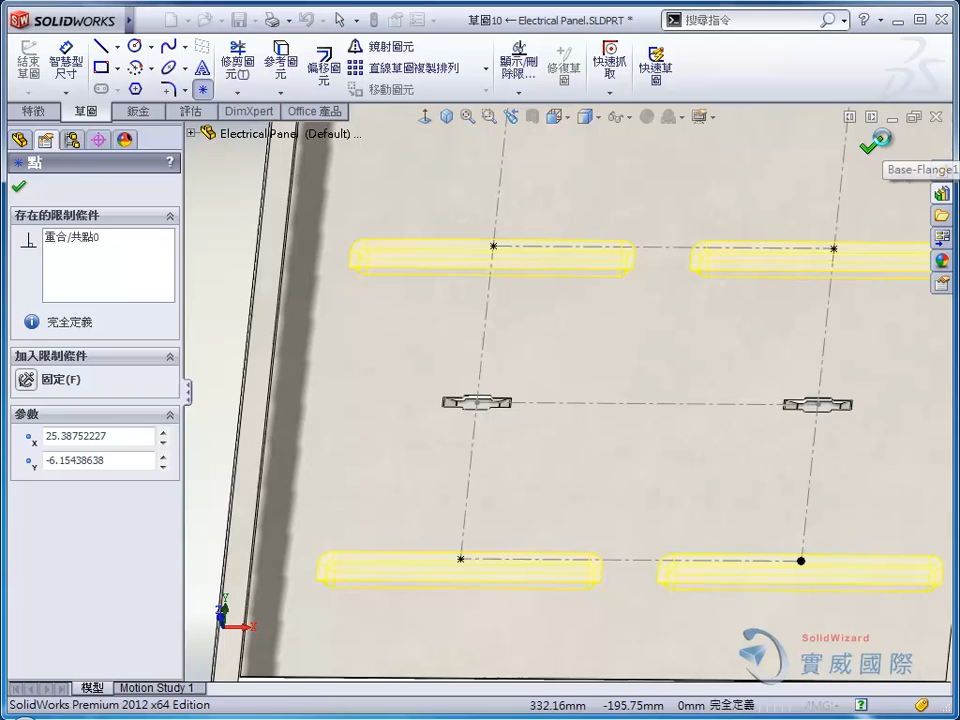 SOLIDWORKS
草圖10 ← Electrical Panel.SLDPRT *
搜尋指令
結束草圖
智慧型尺寸
修剪圖元(T)
參考圖元
偏移圖元
鏡射圖元
直線草圖複製排列
移動圖元
顯示/刪除限...
修復草圖
快速抓取
快速草圖
特徵
草圖
鈑金
評估
DimXpert
Office 產品
Electrical Panel (Default) ...
Base-Flange1
點
?
存在的限制條件
重合/共點0
完全定義
加入限制條件
固定(F)
參數
X 25.38752227
Y -6.15438638
Y
Z
X
SolidWizard
實威國際
模型
Motion Study 1
SolidWorks Premium 2012 x64 Edition
332.16mm
-195.75mm
0mm
完全定義